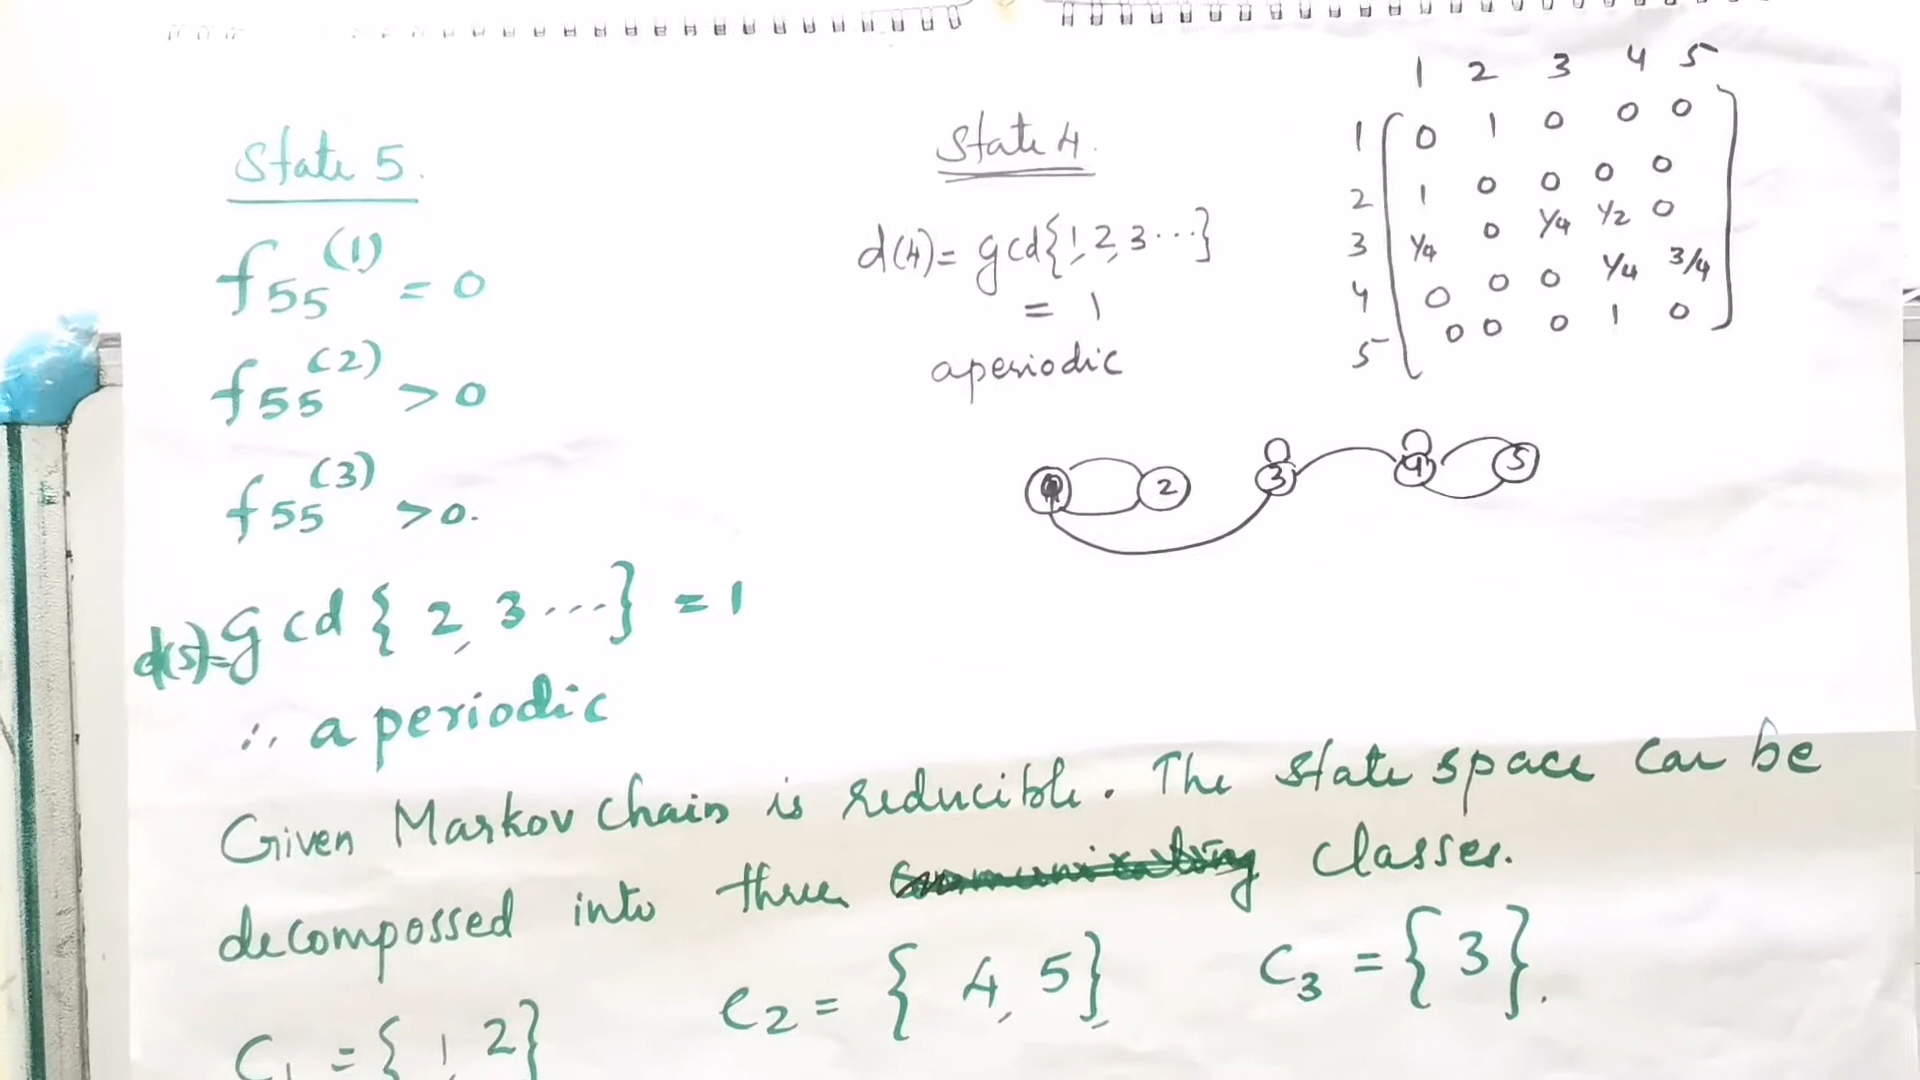 State 5.
f55^(1) = 0
f55^(2) > 0
f55^(3) > 0.
d(5)= gcd { 2, 3 ... } = 1
∴ aperiodic
State 4.
d(4)= gcd{1, 2, 3 ...}
= 1
aperiodic
1 2 3 4 5
1 0 1 0 0 0
2 1 0 0 0 0
3 1/4 0 1/4 1/2 0
4 0 0 0 1/4 3/4
5 0 0 0 1 0
2 3 4 5
Given Markov chain is reducible. The state space can be
decompossed into three classes.
C1 = { 1, 2} C2 = { 4, 5} C3 = { 3 }.